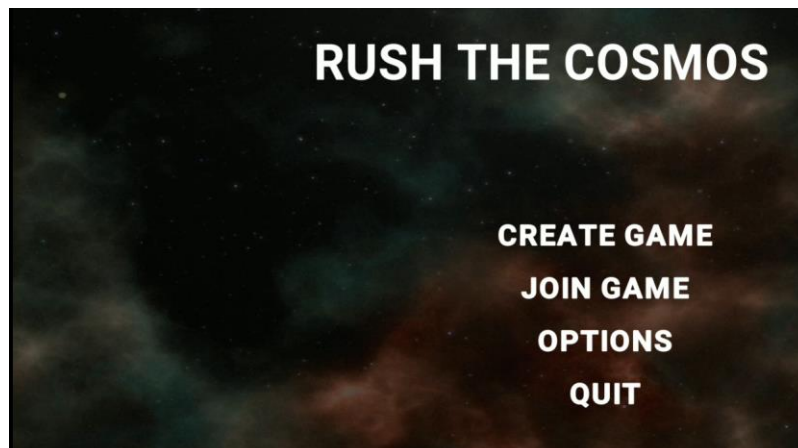 RUSH THE COSMOS
CREATE GAME
JOIN GAME
OPTIONS
QUIT